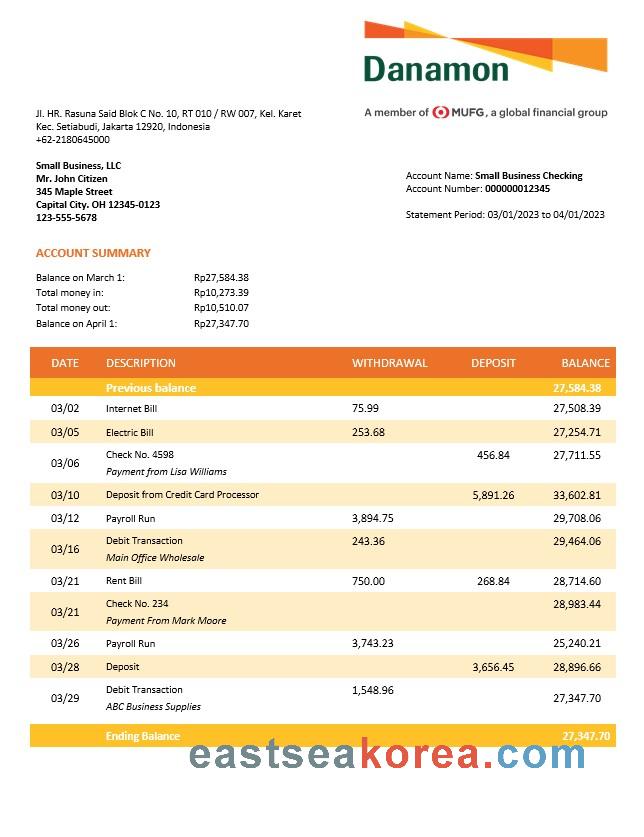 Danamon
A member of MUFG, a global financial group
Jl. HR. Rasuna Said Blok C No. 10, RT 010 / RW 007, Kel. Karet
Kec. Setiabudi, Jakarta 12920, Indonesia
+62-2180645000
Small Business, LLC
Mr. John Citizen
345 Maple Street
Capital City. OH 12345-0123
123-555-5678
Account Name: Small Business Checking
Account Number: 000000012345
Statement Period: 03/01/2023 to 04/01/2023
ACCOUNT SUMMARY
Balance on March 1: Rp27,584.38
Total money in: Rp10,273.39
Total money out: Rp10,510.07
Balance on April 1: Rp27,347.70
DATE DESCRIPTION WITHDRAWAL DEPOSIT BALANCE
Previous balance 27,584.38
03/02 Internet Bill 75.99 27,508.39
03/05 Electric Bill 253.68 27,254.71
03/06 Check No. 4598 456.84 27,711.55
Payment from Lisa Williams
03/10 Deposit from Credit Card Processor 5,891.26 33,602.81
03/12 Payroll Run 3,894.75 29,708.06
03/16 Debit Transaction 243.36 29,464.06
Main Office Wholesale
03/21 Rent Bill 750.00 268.84 28,714.60
03/21 Check No. 234 28,983.44
Payment From Mark Moore
03/26 Payroll Run 3,743.23 25,240.21
03/28 Deposit 3,656.45 28,896.66
03/29 Debit Transaction 1,548.96 27,347.70
ABC Business Supplies
Ending Balance 27,347.70
eastseakorea.com